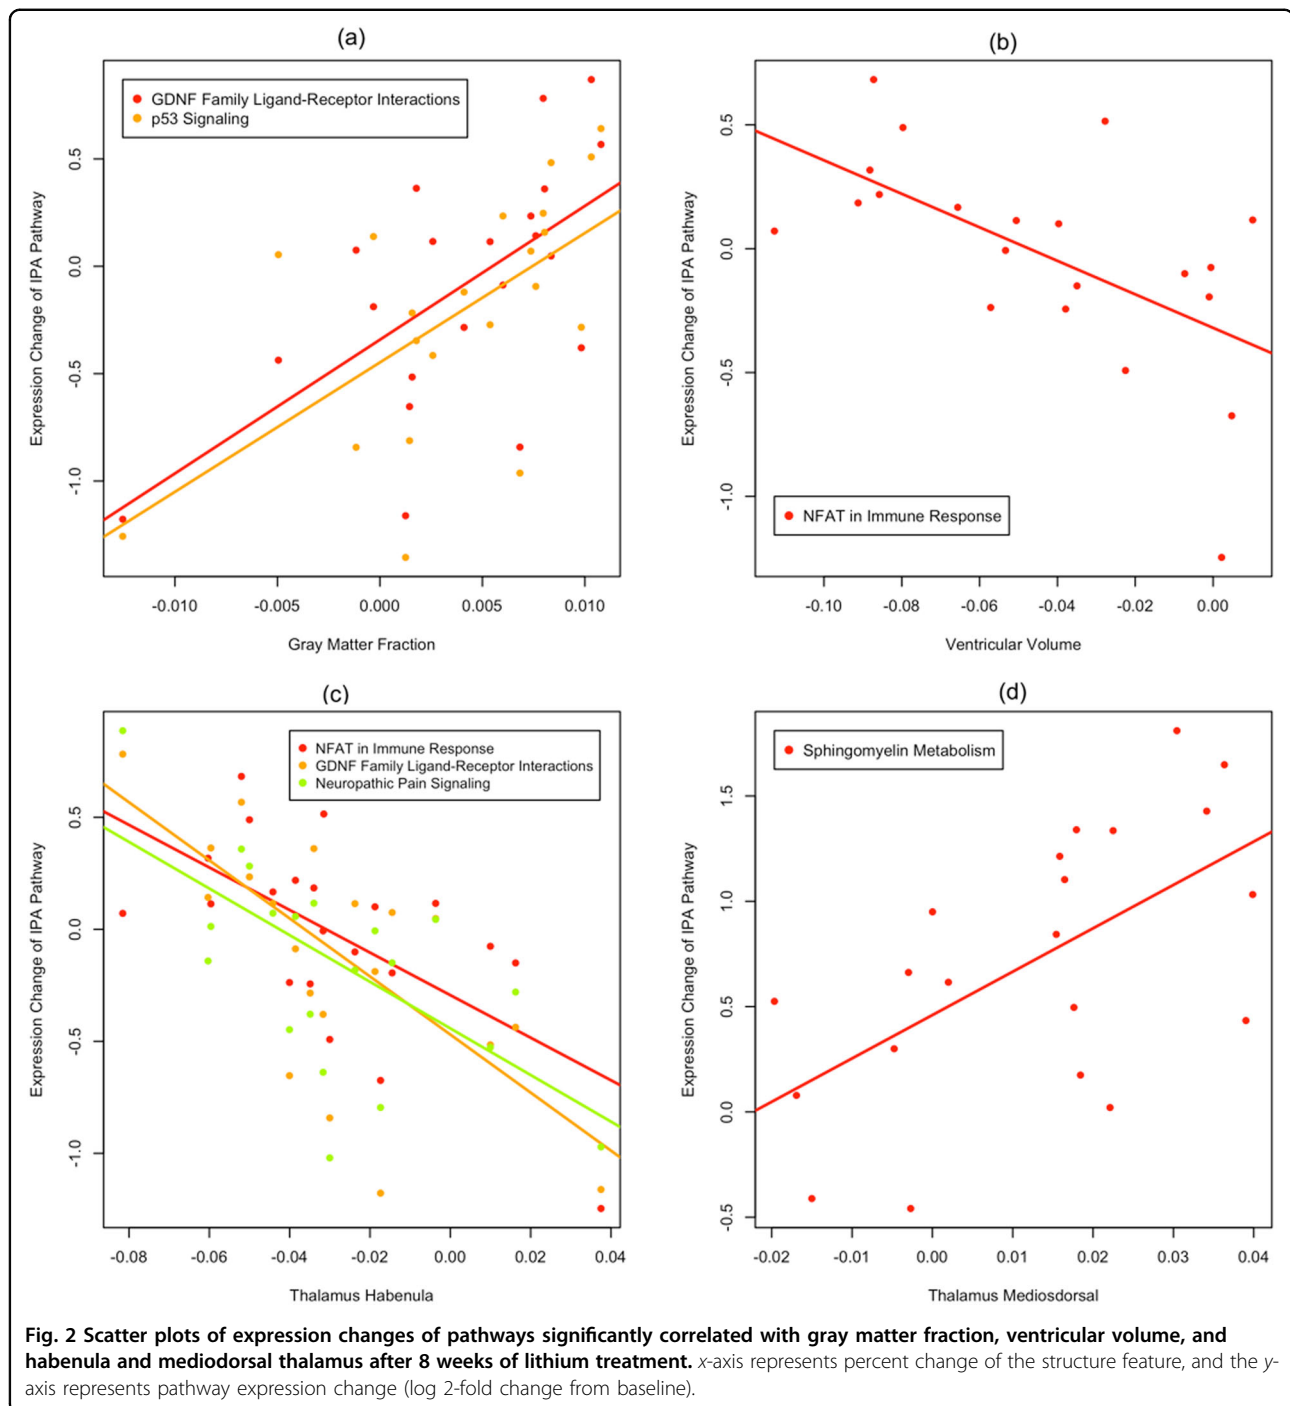 (a)
GDNF Family Ligand-Receptor Interactions
p53 Signaling
Expression Change of IPA Pathway
0.5
0.0
-0.5
-1.0
-0.010 -0.005 0.000 0.005 0.010
Gray Matter Fraction
(b)
NFAT in Immune Response
Expression Change of IPA Pathway
0.5
0.0
-0.5
-1.0
-0.10 -0.08 -0.06 -0.04 -0.02 0.00
Ventricular Volume
(c)
NFAT in Immune Response
GDNF Family Ligand-Receptor Interactions
Neuropathic Pain Signaling
Expression Change of IPA Pathway
0.5
0.0
-0.5
-1.0
-0.08 -0.06 -0.04 -0.02 0.00 0.02 0.04
Thalamus Habenula
(d)
Sphingomyelin Metabolism
Expression Change of IPA Pathway
1.5
1.0
0.5
0.0
-0.5
-0.02 -0.01 0.00 0.01 0.02 0.03 0.04
Thalamus Mediosdorsal
Fig. 2 Scatter plots of expression changes of pathways significantly correlated with gray matter fraction, ventricular volume, and
habenula and mediodorsal thalamus after 8 weeks of lithium treatment. x-axis represents percent change of the structure feature, and the y-
axis represents pathway expression change (log 2-fold change from baseline).